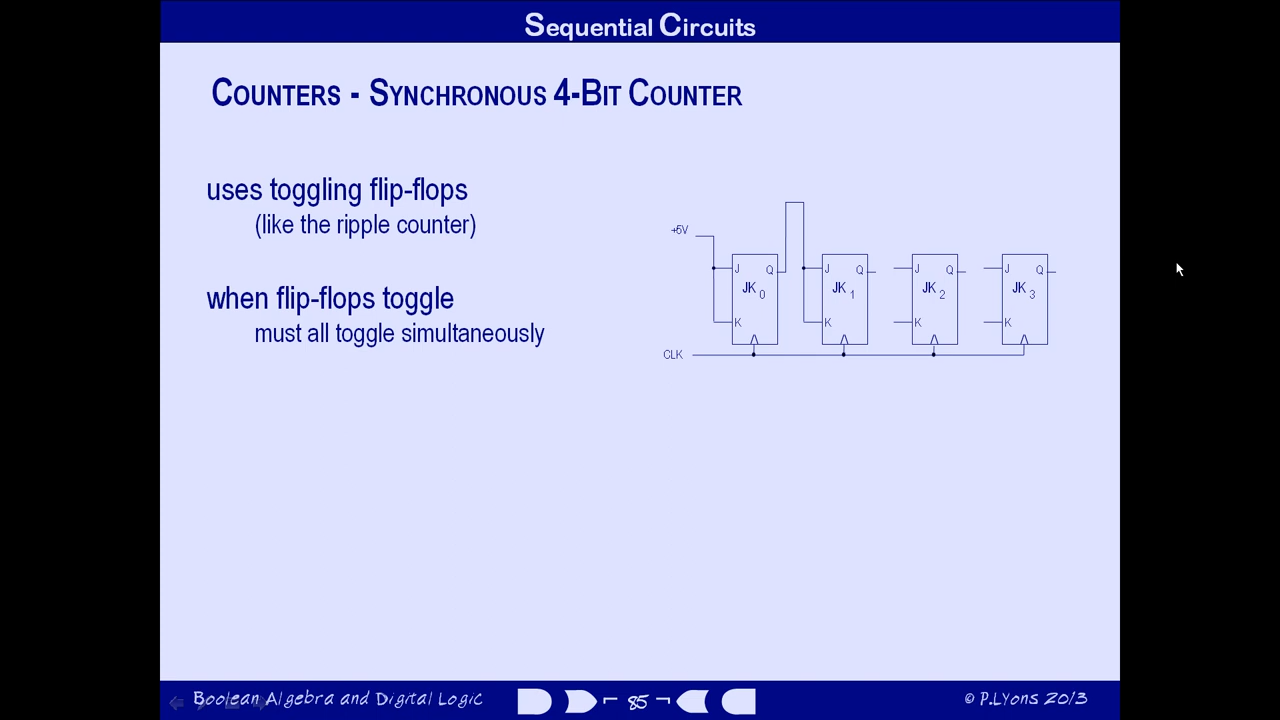 Sequential Circuits
Counters - Synchronous 4-Bit Counter
uses toggling flip-flops
(like the ripple counter)
when flip-flops toggle
must all toggle simultaneously
+5V
J Q J Q J Q J Q
JK 0 JK 1 JK 2 JK 3
K K K K
CLK
Boolean Algebra and Digital Logic
85
© P.Lyons 2013